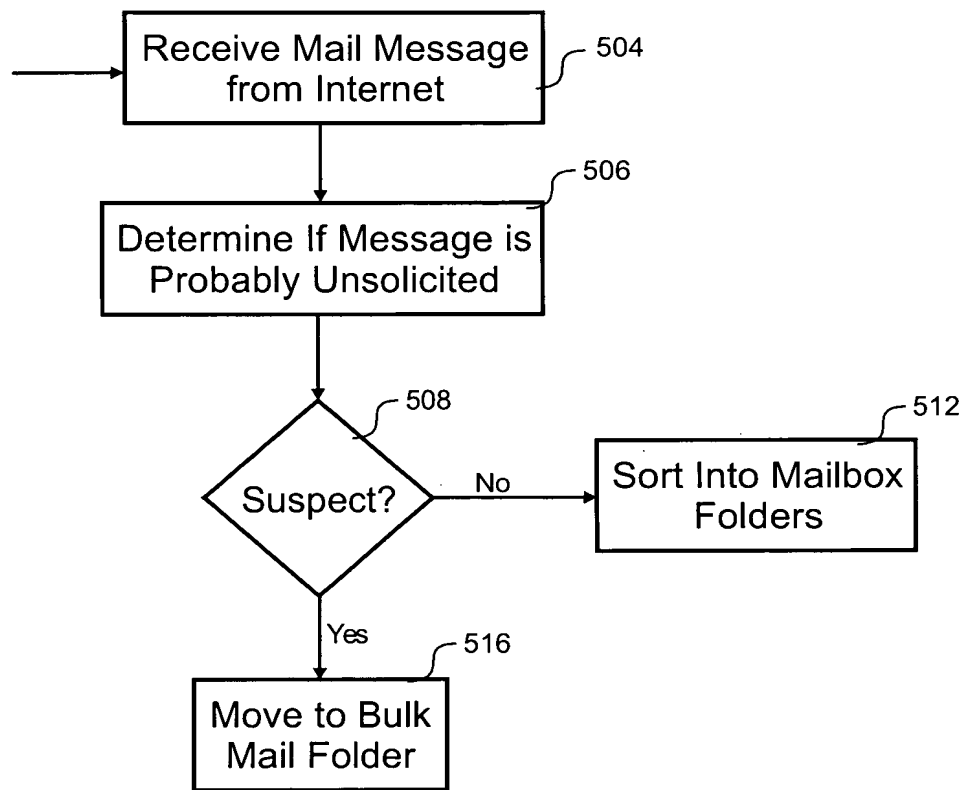 Receive Mail Message
from Internet
504
506
Determine If Message is
Probably Unsolicited
508
Suspect?
No
512
Sort Into Mailbox
Folders
Yes
516
Move to Bulk
Mail Folder